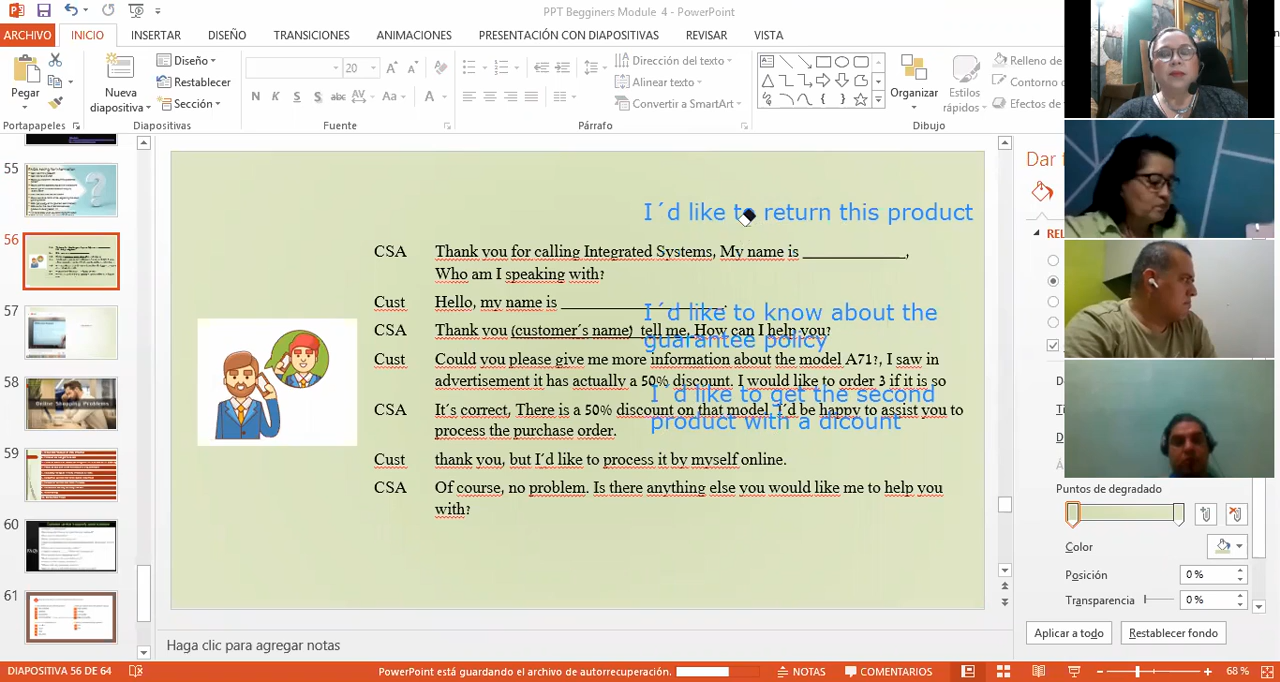 PPT Begginers Module 4 - PowerPoint
ARCHIVO INICIO INSERTAR DISEÑO TRANSICIONES ANIMACIONES PRESENTACIÓN CON DIAPOSITIVAS REVISAR VISTA
Pegar
Nueva
diapositiva
Diseño
Restablecer
Sección
20
N K S S abc AV Aa A
Dirección del texto
Alinear texto
Convertir a SmartArt
Organizar
Estilos
rápidos
Relleno de
Contorno
Efectos de
Portapapeles Diapositivas Fuente Párrafo Dibujo
55
56
57
58
59
60
61
I´d like to return this product
CSA Thank you for calling Integrated Systems, My name is ____________,
Who am I speaking with?
Cust Hello, my name is ___________________.
I´d like to know about the
guarantee policy
CSA Thank you (customer´s name) tell me, How can I help you?
Cust Could you please give me more information about the model A71?, I saw in
advertisement it has actually a 50% discount. I would like to order 3 if it is so
I´d like to get the second
product with a dicount
CSA It´s correct, There is a 50% discount on that model, I´d be happy to assist you to
process the purchase order.
Cust thank you, but I´d like to process it by myself online.
CSA Of course, no problem. Is there anything else you would like me to help you
with?
Dar
Puntos de degradado
Color
Posición 0 %
Transparencia 0 %
Aplicar a todo Restablecer fondo
Haga clic para agregar notas
DIAPOSITIVA 56 DE 64 PowerPoint está guardando el archivo de autorrecuperación. NOTAS COMENTARIOS 68 %